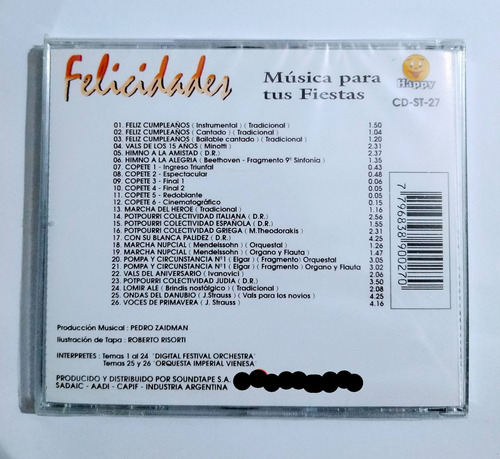 Felicidades
Música para
tus Fiestas
Happy
CD-ST-27
01. FELIZ CUMPLEAÑOS ( Instrumental ) ( Tradicional ) 1.50
02. FELIZ CUMPLEAÑOS ( Cantado ) ( Tradicional ) 1.04
03. FELIZ CUMPLEAÑOS ( Bailable cantado ) ( Tradicional ) 1.20
04. VALS DE LOS 15 AÑOS ( Minotti ) 2.31
05. HIMNO A LA AMISTAD ( D.R.) 2.37
06. HIMNO A LA ALEGRIA ( Beethoven - Fragmento 9º Sinfonía ) 1.35
07. COPETE 1 - Ingreso Triunfal 0.43
08. COPETE 2 - Espectacular 0.48
09. COPETE 3 - Final 1 0.06
10. COPETE 4 - Final 2 0.05
11. COPETE 5 - Redoblante 0.05
12. COPETE 6 - Cinematográfico 0.15
13. MARCHA DEL HEROE ( Tradicional ) 2.16
14. POTPOURRI COLECTIVIDAD ITALIANA ( D.R.) 2.56
15. POTPOURRI COLECTIVIDAD ESPAÑOLA ( D.R.) 1.55
16. POTPOURRI COLECTIVIDAD GRIEGA ( M.Theodorakis ) 2.31
17. CON SU BLANCA PALIDEZ ( D.R.) 4.25
18. MARCHA NUPCIAL ( Mendelssohn ) ( Orquestal ) 1.26
19. MARCHA NUPCIAL ( Mendelssohn ) ( Organo y Flauta ) 1.47
20. POMPA Y CIRCUNSTANCIA Nº1 ( Elgar ) ( Fragmento ) Orquestal 3.05
21. POMPA Y CIRCUNSTANCIA Nº1 ( Elgar ) ( Fragmento ) Organo y Flauta 3.02
22. VALS DEL ANIVERSARIO ( Ivanovici )
23. POTPOURRI COLECTIVIDAD JUDIA ( D.R.) 3.50
24. LOMIR ALE ( Brindis nostálgico ) ( Tradicional ) 2.08
25. ONDAS DEL DANUBIO ( J.Strauss ) ( Vals para los novios ) 4.25
26. VOCES DE PRIMAVERA ( J. Strauss ) 4.16
7796838900270
Producción Musical : PEDRO ZAIDMAN
Ilustración de Tapa : ROBERTO RISORTI
INTERPRETES : Temas 1 al 24 "DIGITAL FESTIVAL ORCHESTRA"
Temas 25 y 26 "ORQUESTA IMPERIAL VIENESA"
PRODUCIDO Y DISTRIBUIDO POR SOUNDTAPE S.A.
SADAIC - AADI - CAPIF - INDUSTRIA ARGENTINA